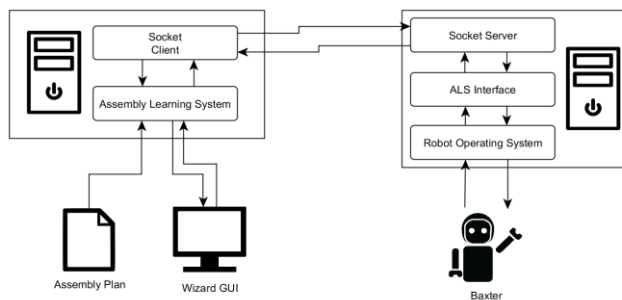 Socket
Client
Assembly Learning System
Socket Server
ALS Interface
Robot Operating System
Assembly Plan
Wizard GUI
Baxter